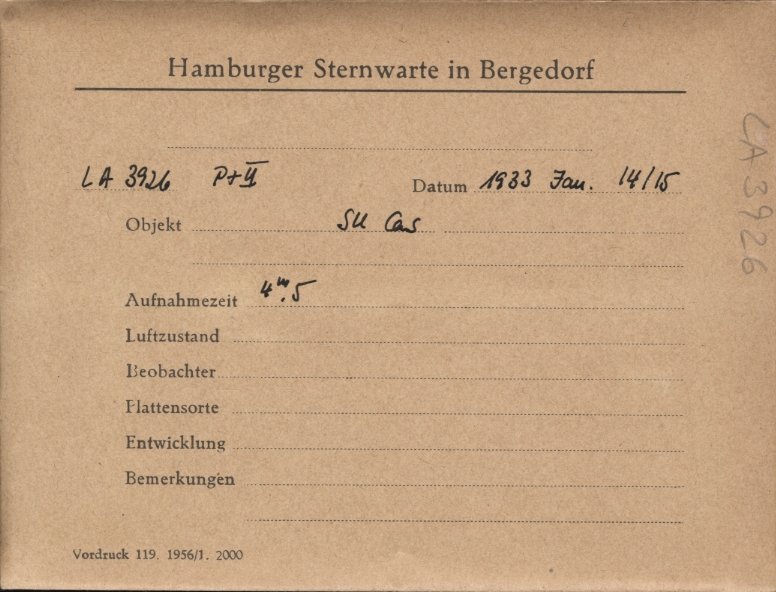 Hamburger Sternwarte in Bergedorf
LA 3926 P+II Datum 1933 Jan. 14/15
Objekt SU Cas
Aufnahmezeit 4ᵐ.5
Luftzustand
Beobachter
Plattensorte
Entwicklung
Bemerkungen
Vordruck 119. 1956/1. 2000
LA 3926